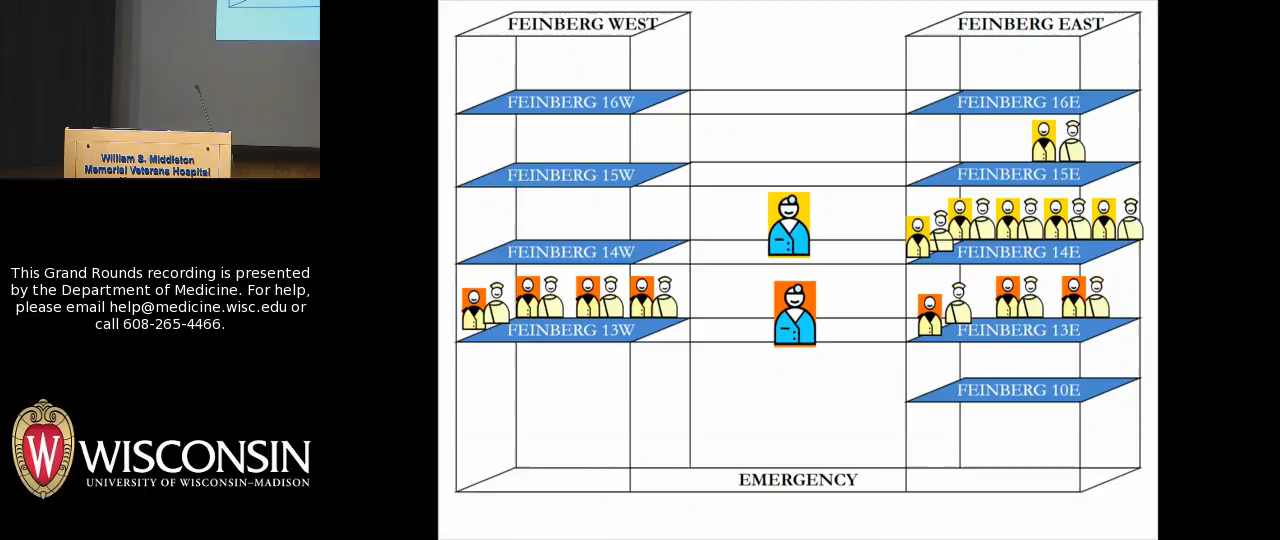 William S. Middleton
Memorial Veterans Hospital
This Grand Rounds recording is presented
by the Department of Medicine. For help,
please email help@medicine.wisc.edu or
call 608-265-4466.
W
WISCONSIN
UNIVERSITY OF WISCONSIN–MADISON
FEINBERG WEST
FEINBERG EAST
FEINBERG 16W
FEINBERG 16E
FEINBERG 15W
FEINBERG 15E
FEINBERG 14W
FEINBERG 14E
FEINBERG 13W
FEINBERG 13E
FEINBERG 10E
EMERGENCY